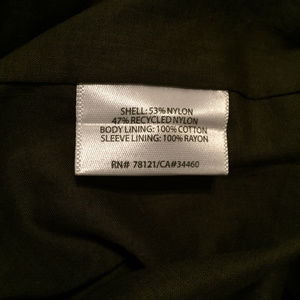 SHELL: 53% NYLON
47% RECYCLED NYLON
BODY LINING: 100% COTTON
SLEEVE LINING: 100% RAYON
RN# 78121/CA#34460